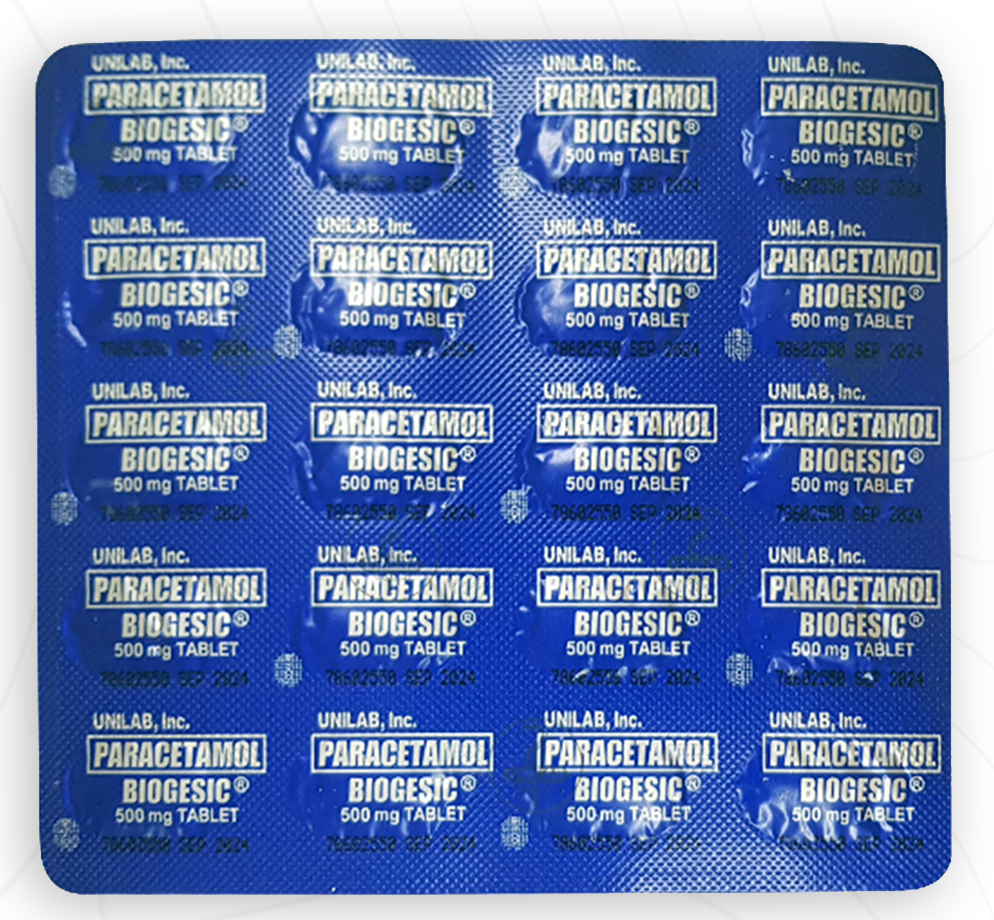 UNILAB, Inc.
PARACETAMOL
BIOGESIC®
500 mg TABLET
78602550 SEP 2024
UNILAB, Inc.
PARACETAMOL
BIOGESIC®
500 mg TABLET
78602550 SEP 2024
UNILAB, Inc.
PARACETAMOL
BIOGESIC®
500 mg TABLET
78602550 SEP 2024
UNILAB, Inc.
PARACETAMOL
BIOGESIC®
500 mg TABLET
78602550 SEP 2024
UNILAB, Inc.
PARACETAMOL
BIOGESIC®
500 mg TABLET
78602550 SEP 2024
UNILAB, Inc.
PARACETAMOL
BIOGESIC®
500 mg TABLET
78602550 SEP 2024
UNILAB, Inc.
PARACETAMOL
BIOGESIC®
500 mg TABLET
78602550 SEP 2024
UNILAB, Inc.
PARACETAMOL
BIOGESIC®
500 mg TABLET
78602550 SEP 2024
UNILAB, Inc.
PARACETAMOL
BIOGESIC®
500 mg TABLET
78602550 SEP 2024
UNILAB, Inc.
PARACETAMOL
BIOGESIC®
500 mg TABLET
78602550 SEP 2024
UNILAB, Inc.
PARACETAMOL
BIOGESIC®
500 mg TABLET
78602550 SEP 2024
UNILAB, Inc.
PARACETAMOL
BIOGESIC®
500 mg TABLET
78602550 SEP 2024
UNILAB, Inc.
PARACETAMOL
BIOGESIC®
500 mg TABLET
78602550 SEP 2024
UNILAB, Inc.
PARACETAMOL
BIOGESIC®
500 mg TABLET
78602550 SEP 2024
UNILAB, Inc.
PARACETAMOL
BIOGESIC®
500 mg TABLET
78602550 SEP 2024
UNILAB, Inc.
PARACETAMOL
BIOGESIC®
500 mg TABLET
78602550 SEP 2024
UNILAB, Inc.
PARACETAMOL
BIOGESIC®
500 mg TABLET
78602550 SEP 2024
UNILAB, Inc.
PARACETAMOL
BIOGESIC®
500 mg TABLET
78602550 SEP 2024
UNILAB, Inc.
PARACETAMOL
BIOGESIC®
500 mg TABLET
78602550 SEP 2024
UNILAB, Inc.
PARACETAMOL
BIOGESIC®
500 mg TABLET
78602550 SEP 2024